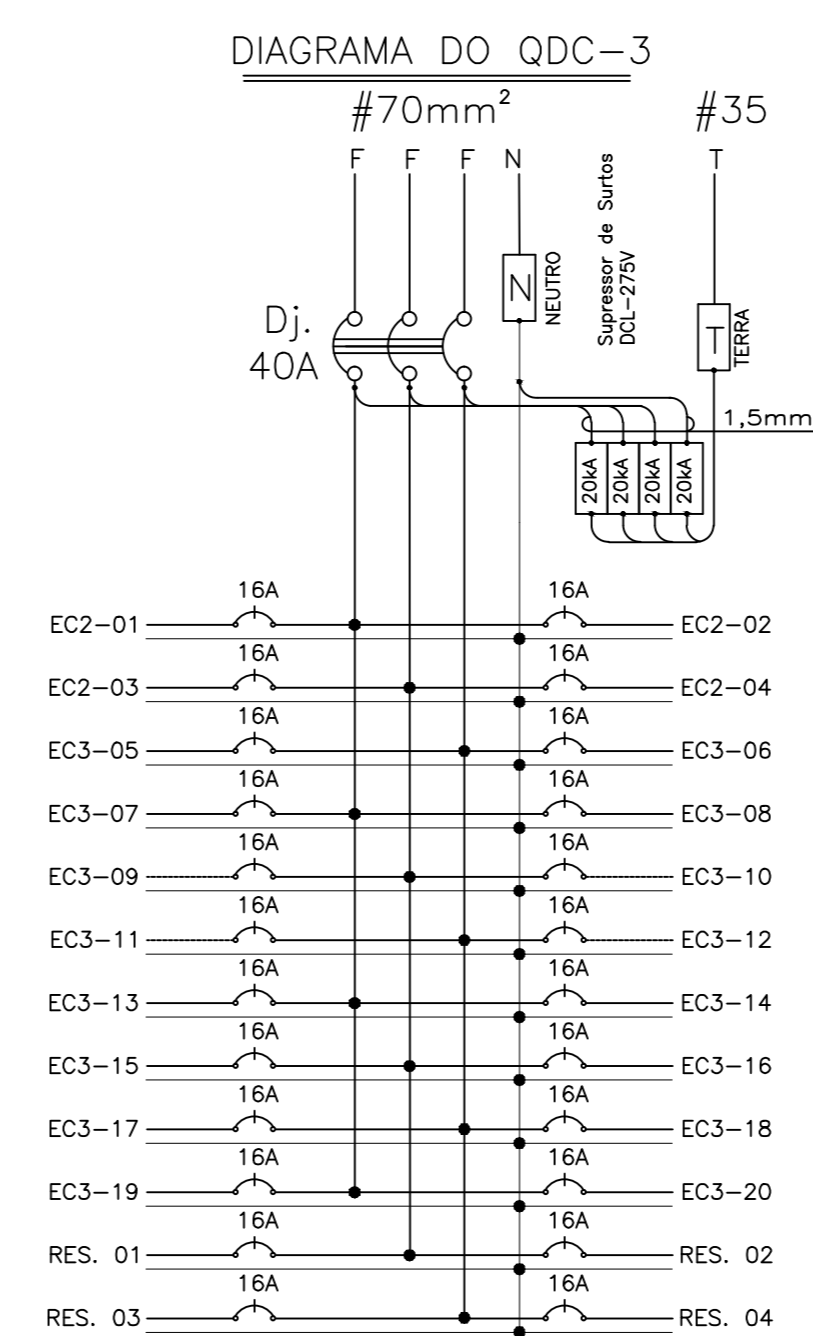 DIAGRAMA DO QDC-3
#70mm² #35
F F F N T
Supressor de Surtos
DCL-275V
N NEUTRO
T TERRA
Dj.
40A
1,5mm
20kA 20kA 20kA 20kA
16A 16A
EC2-01 EC2-02
16A 16A
EC2-03 EC2-04
16A 16A
EC3-05 EC3-06
16A 16A
EC3-07 EC3-08
16A 16A
EC3-09 EC3-10
16A 16A
EC3-11 EC3-12
16A 16A
EC3-13 EC3-14
16A 16A
EC3-15 EC3-16
16A 16A
EC3-17 EC3-18
16A 16A
EC3-19 EC3-20
16A 16A
RES. 01 RES. 02
16A 16A
RES. 03 RES. 04